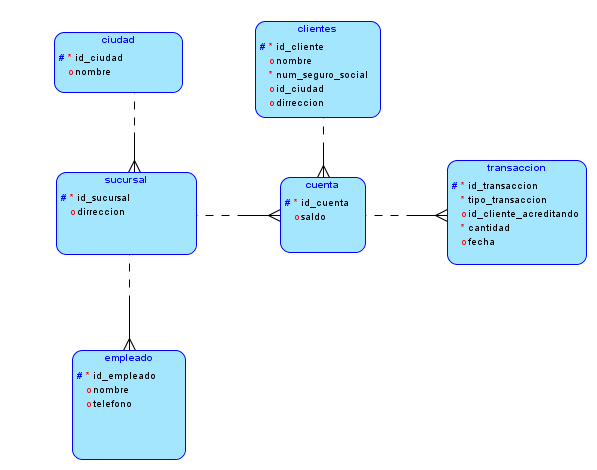 ciudad
# * id_ciudad
o nombre
clientes
# * id_cliente
o nombre
* num_seguro_social
o id_ciudad
o dirreccion
sucursal
# * id_sucursal
o dirreccion
cuenta
# * id_cuenta
o saldo
transaccion
# * id_transaccion
* tipo_transaccion
o id_cliente_acreditando
* cantidad
o fecha
empleado
# * id_empleado
o nombre
o telefono